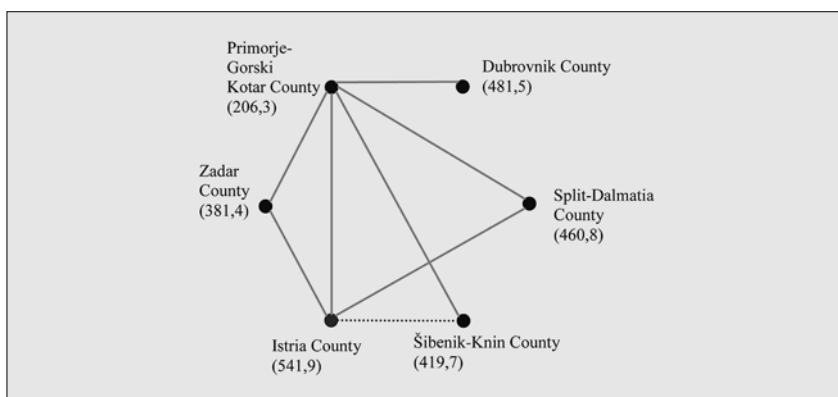 Primorje-
Gorski
Kotar County
(206,3)
Dubrovnik County
(481,5)
Zadar
County
(381,4)
Split-Dalmatia
County
(460,8)
Istria County
(541,9)
Šibenik-Knin County
(419,7)